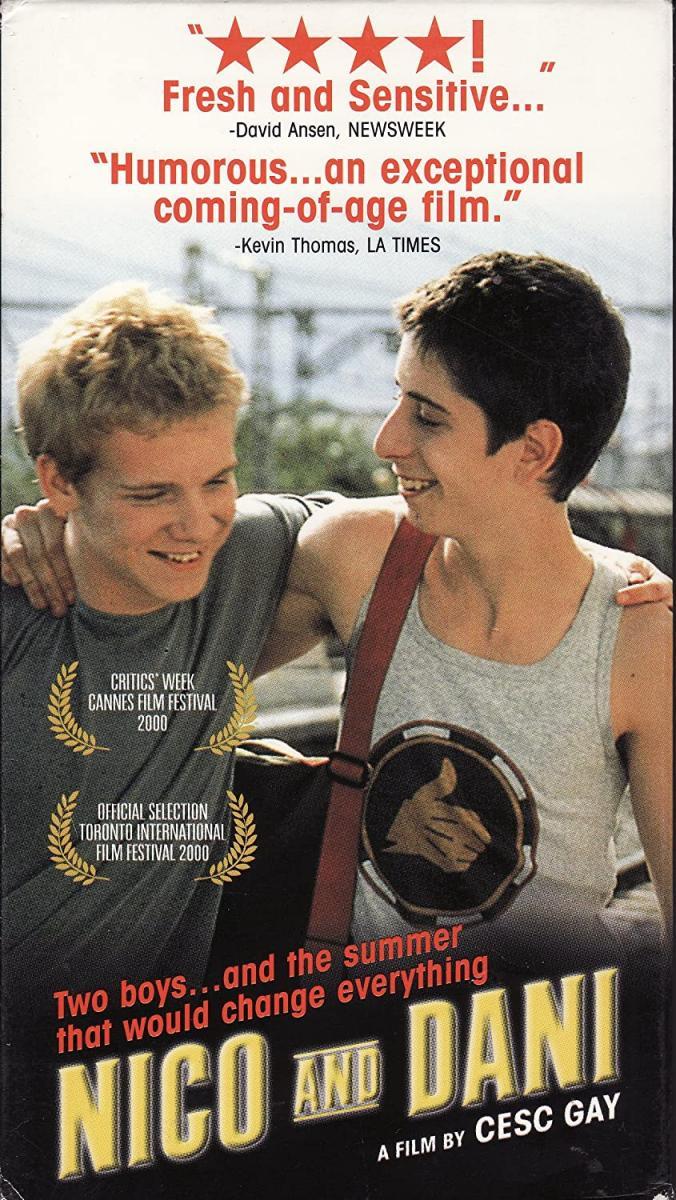 "★★★★!"
Fresh and Sensitive...
-David Ansen, NEWSWEEK
"Humorous...an exceptional
coming-of-age film."
-Kevin Thomas, LA TIMES
CRITICS' WEEK
CANNES FILM FESTIVAL
2000
OFFICIAL SELECTION
TORONTO INTERNATIONAL
FILM FESTIVAL 2000
Two boys...and the summer
that would change everything
NICO AND DANI
A FILM BY CESC GAY